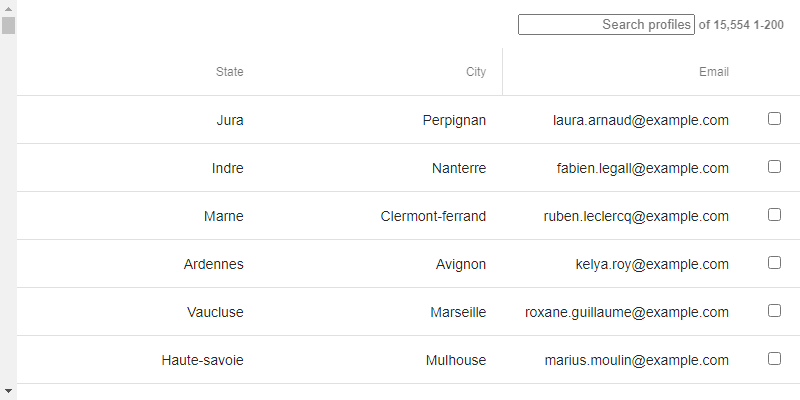 Search profiles of 15,554 1-200
State City Email
Jura Perpignan laura.arnaud@example.com
Indre Nanterre fabien.legall@example.com
Marne Clermont-ferrand ruben.leclercq@example.com
Ardennes Avignon kelya.roy@example.com
Vaucluse Marseille roxane.guillaume@example.com
Haute-savoie Mulhouse marius.moulin@example.com